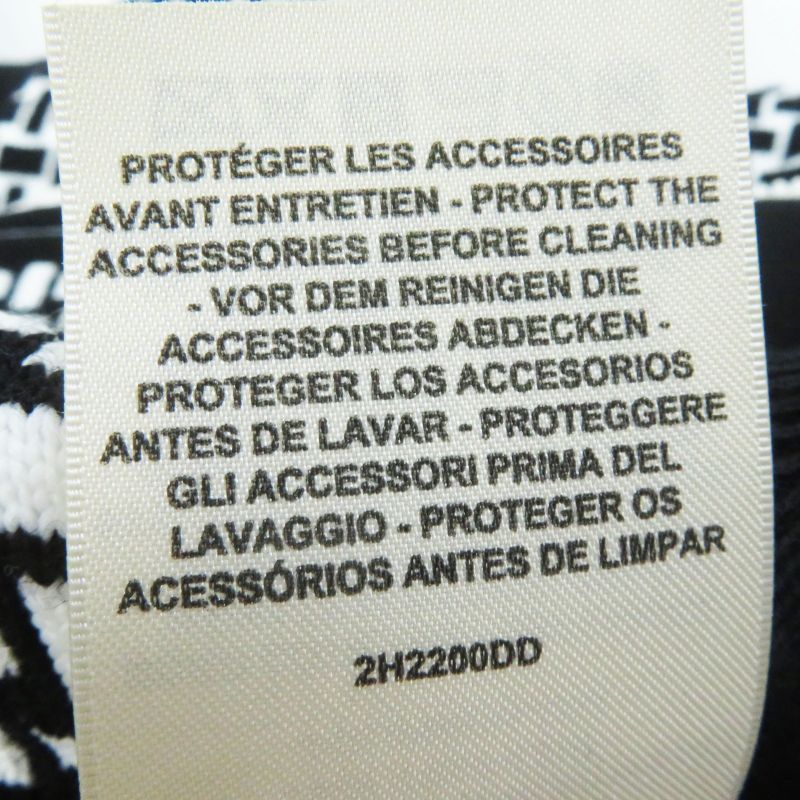 PROTÉGER LES ACCESSOIRES
AVANT ENTRETIEN - PROTECT THE
ACCESSORIES BEFORE CLEANING
- VOR DEM REINIGEN DIE
ACCESSOIRES ABDECKEN -
PROTEGER LOS ACCESORIOS
ANTES DE LAVAR - PROTEGGERE
GLI ACCESSORI PRIMA DEL
LAVAGGIO - PROTEGER OS
ACESSÓRIOS ANTES DE LIMPAR
2H2200DD